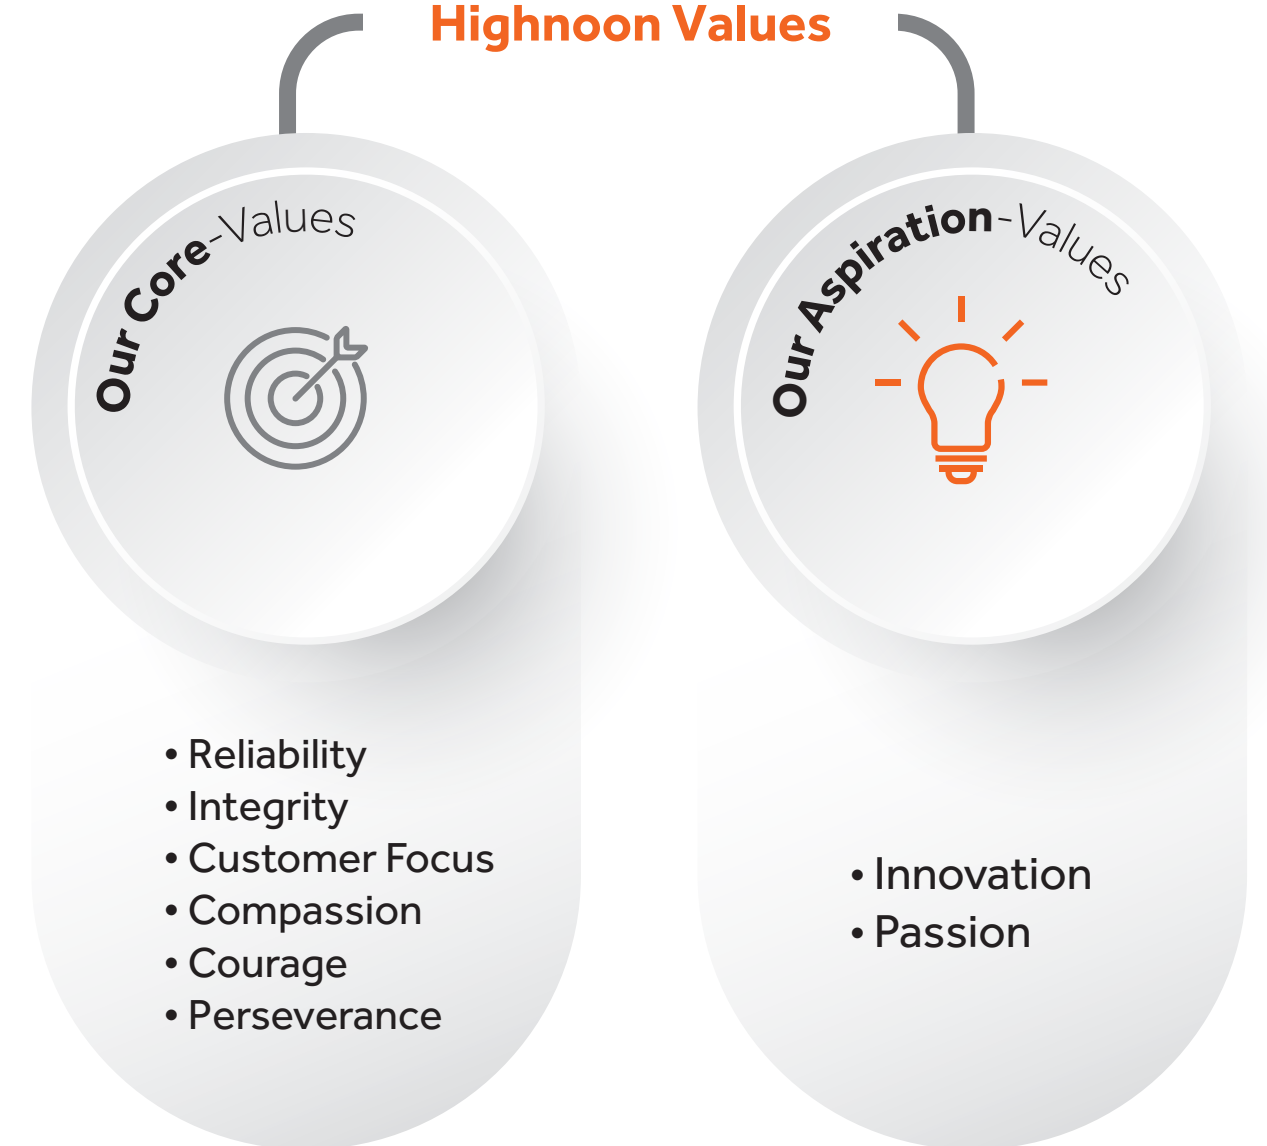 Highnoon Values
Our Core-Values
• Reliability
• Integrity
• Customer Focus
• Compassion
• Courage
• Perseverance
Our Aspiration-Values
• Innovation
• Passion